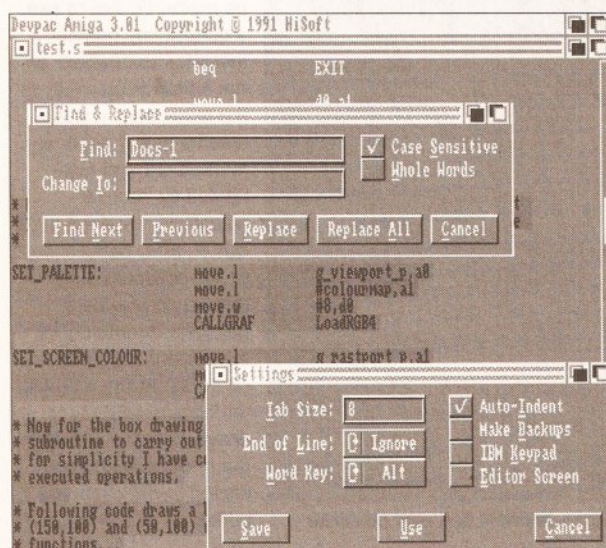 Devpac Amiga 3.01 Copyright © 1991 HiSoft
test.s
beq EXIT
move.l d0,a1
Find & Replace
Find: Docs-1
Case Sensitive
Whole Words
Change To:
Find Next Previous Replace Replace All Cancel
SET_PALETTE: move.l g_viewport_p,a0
move.l #colourmap,a1
move.w #8,d0
CALLGRAF LoadRGB4
SET_SCREEN_COLOUR: move.l g_rastport_p,a1
Settings
Tab Size: 8
Auto-Indent
Make Backups
End of Line: Ignore
IBM Keypad
Word Key: Alt
Editor Screen
Save Use Cancel
* Now for the box drawing
* subroutine to carry out
* for simplicity I have
* executed operations.
* Following code draws a
* (150,100) and (50,100)
* functions.